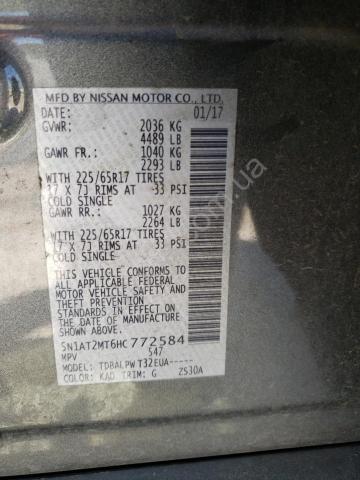 MFD BY NISSAN MOTOR CO., LTD.
DATE: 01/17
GVWR: 2036 KG
4489 LB
GAWR FR.: 1040 KG
2293 LB
WITH 225/65R17 TIRES
17 X 7J RIMS AT 33 PSI
COLD SINGLE
GAWR RR.: 1027 KG
2264 LB
WITH 225/65R17 TIRES
17 X 7J RIMS AT 33 PSI
COLD SINGLE
THIS VEHICLE CONFORMS TO
ALL APPLICABLE FEDERAL
MOTOR VEHICLE SAFETY AND
THEFT PREVENTION
STANDARDS IN EFFECT ON
THE DATE OF MANUFACTURE
SHOWN ABOVE.
5N1AT2MT6HC772584
MPV 547
MODEL: TDBALPWT32EUA-----
COLOR: KAD TRIM: G ZS30A